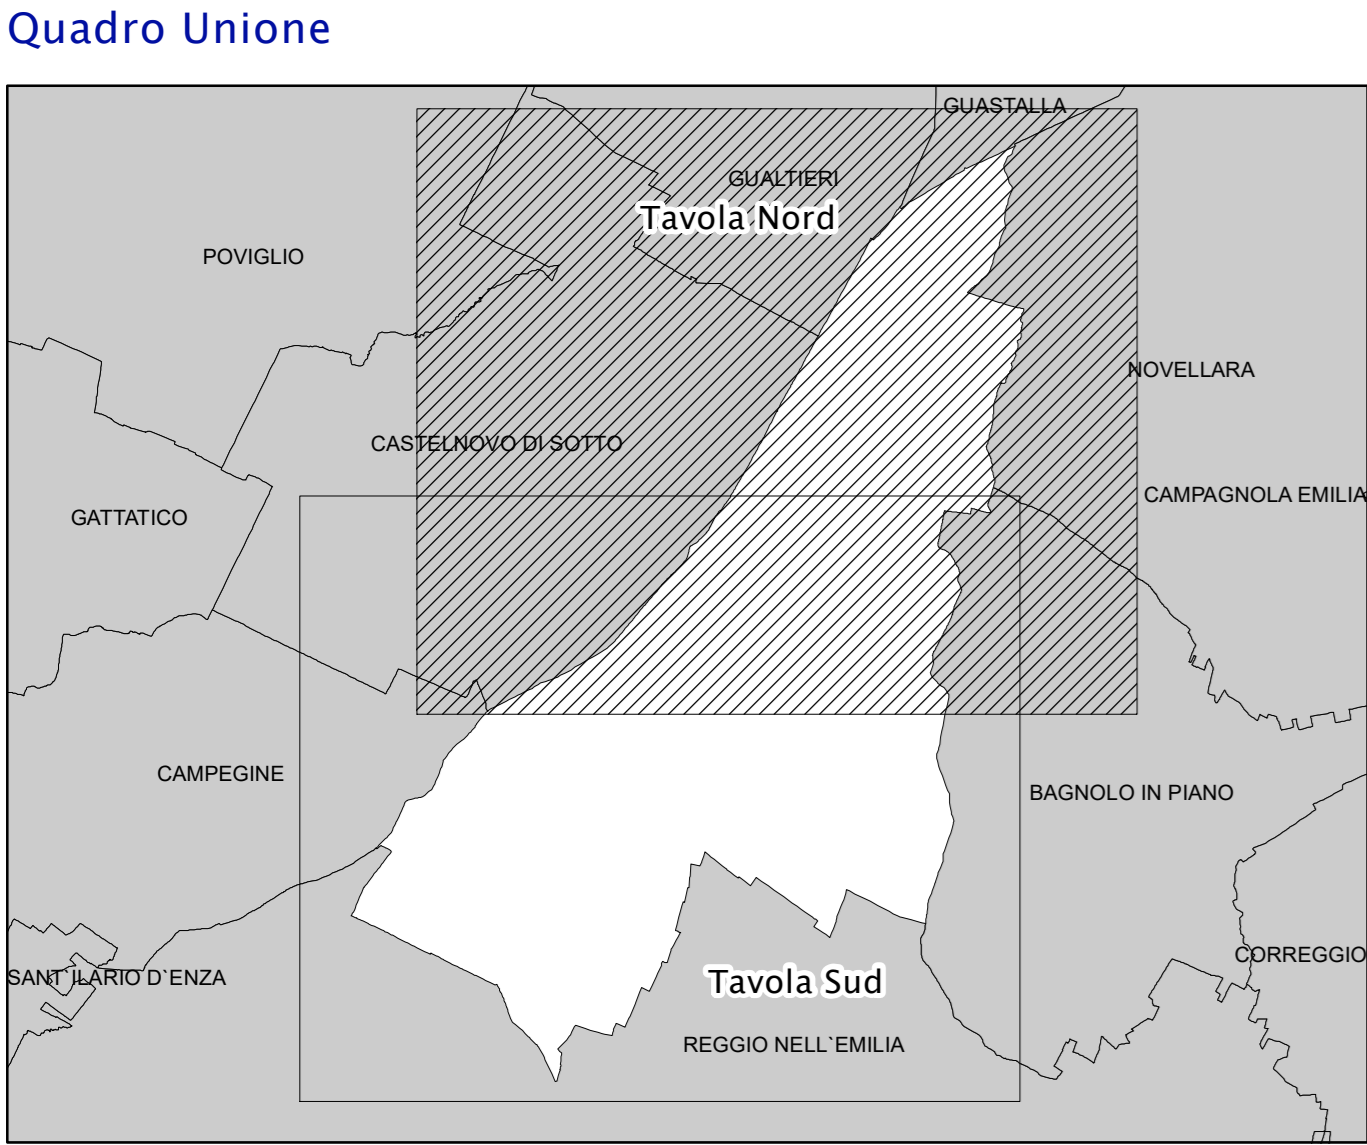 Quadro Unione
GUASTALLA
GUALTIERI
Tavola Nord
POVIGLIO
NOVELLARA
CASTELNOVO DI SOTTO
CAMPAGNOLA EMILIA
GATTATICO
CAMPEGINE
BAGNOLO IN PIANO
CORREGGIO
SANT`ILARIO D`ENZA
Tavola Sud
REGGIO NELL`EMILIA